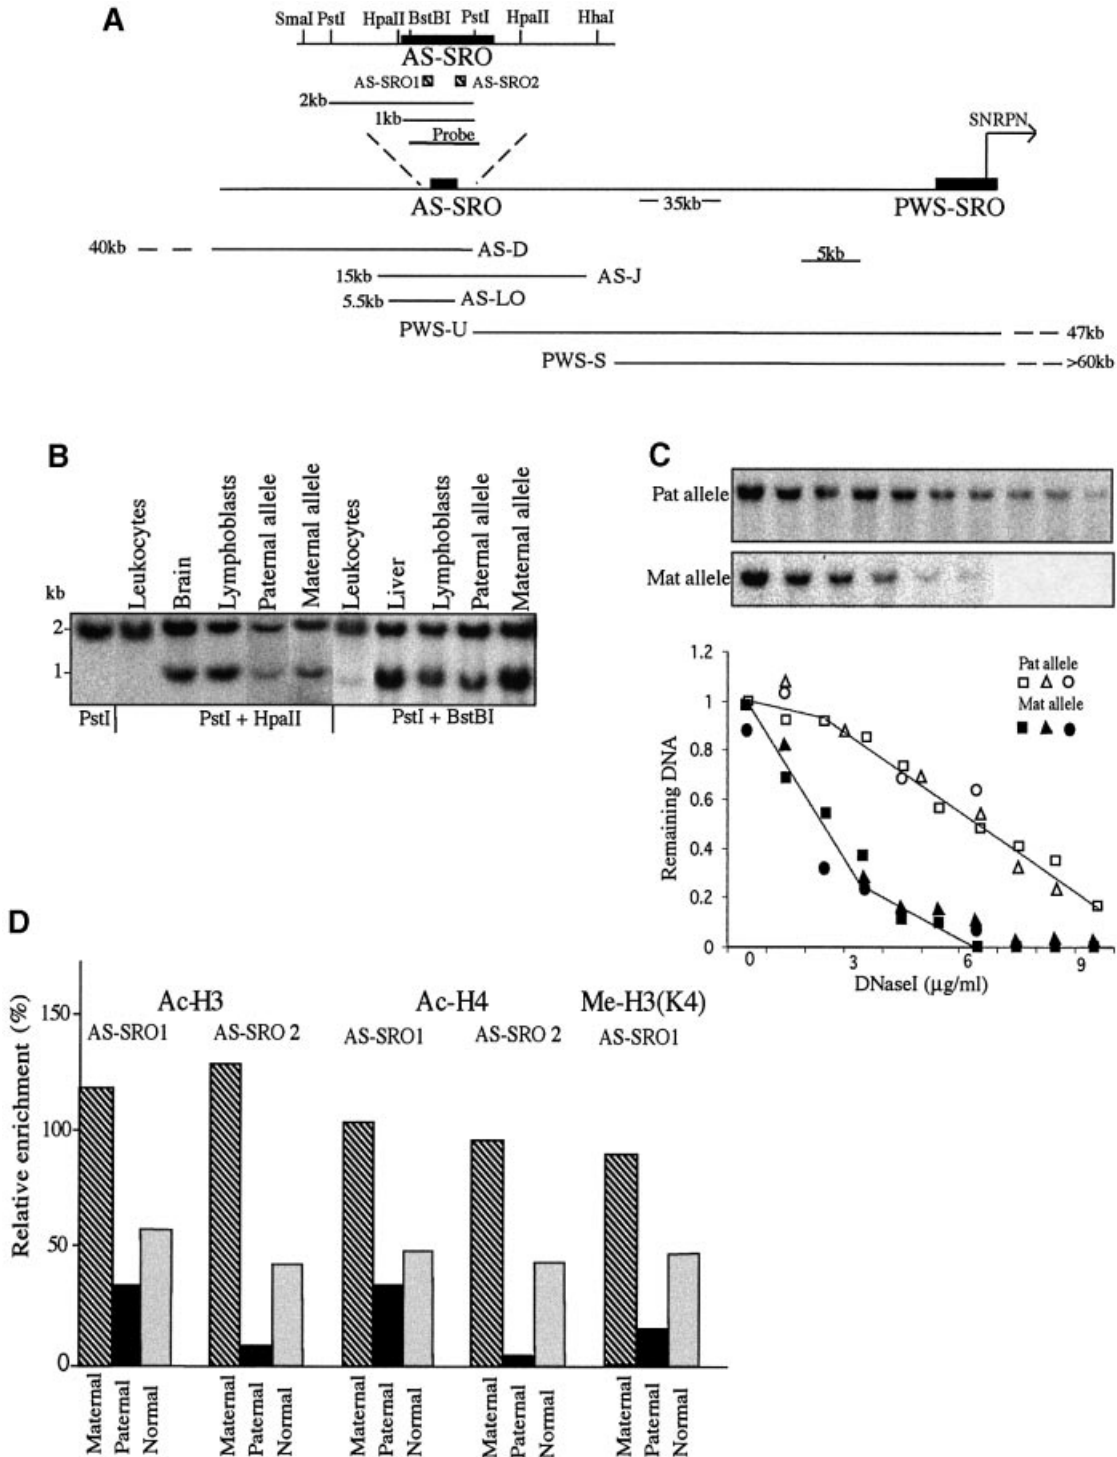 A
SmaI PstI HpaII BstBI PstI HpaII HhaI
AS-SRO
AS-SRO1 AS-SRO2
2kb
1kb
Probe
SNRPN
AS-SRO 35kb PWS-SRO
40kb AS-D
5kb
15kb AS-J
5.5kb AS-LO
PWS-U 47kb
PWS-S >60kb
B
kb
Leukocytes
Brain
Lymphoblasts
Paternal allele
Maternal allele
Leukocytes
Liver
Lymphoblasts
Paternal allele
Maternal allele
2
1
PstI PstI + HpaII PstI + BstBI
C
Pat allele
Mat allele
1.2
1
0.8
0.6
0.4
0.2
0
Remaining DNA
Pat allele
Mat allele
0 3 6 9
DNaseI (µg/ml)
D
Relative enrichment (%)
150
100
50
0
Ac-H3 Ac-H4 Me-H3(K4)
AS-SRO1 AS-SRO 2 AS-SRO1 AS-SRO 2 AS-SRO1
Maternal
Paternal
Normal
Maternal
Paternal
Normal
Maternal
Paternal
Normal
Maternal
Paternal
Normal
Maternal
Paternal
Normal